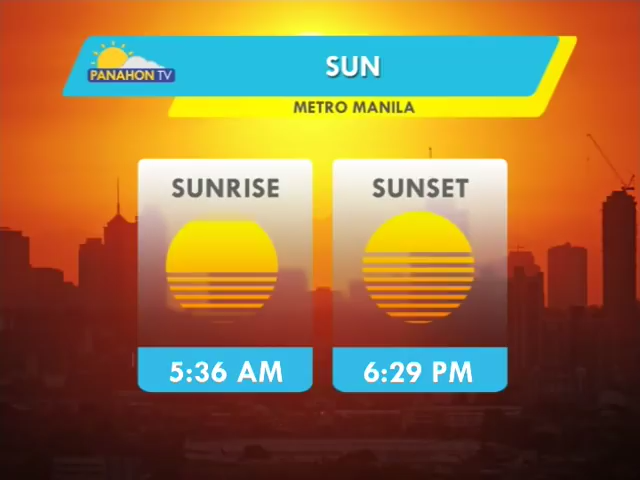 SUN
PANAHON TV
METRO MANILA
SUNRISE
SUNSET
5:36 AM
6:29 PM